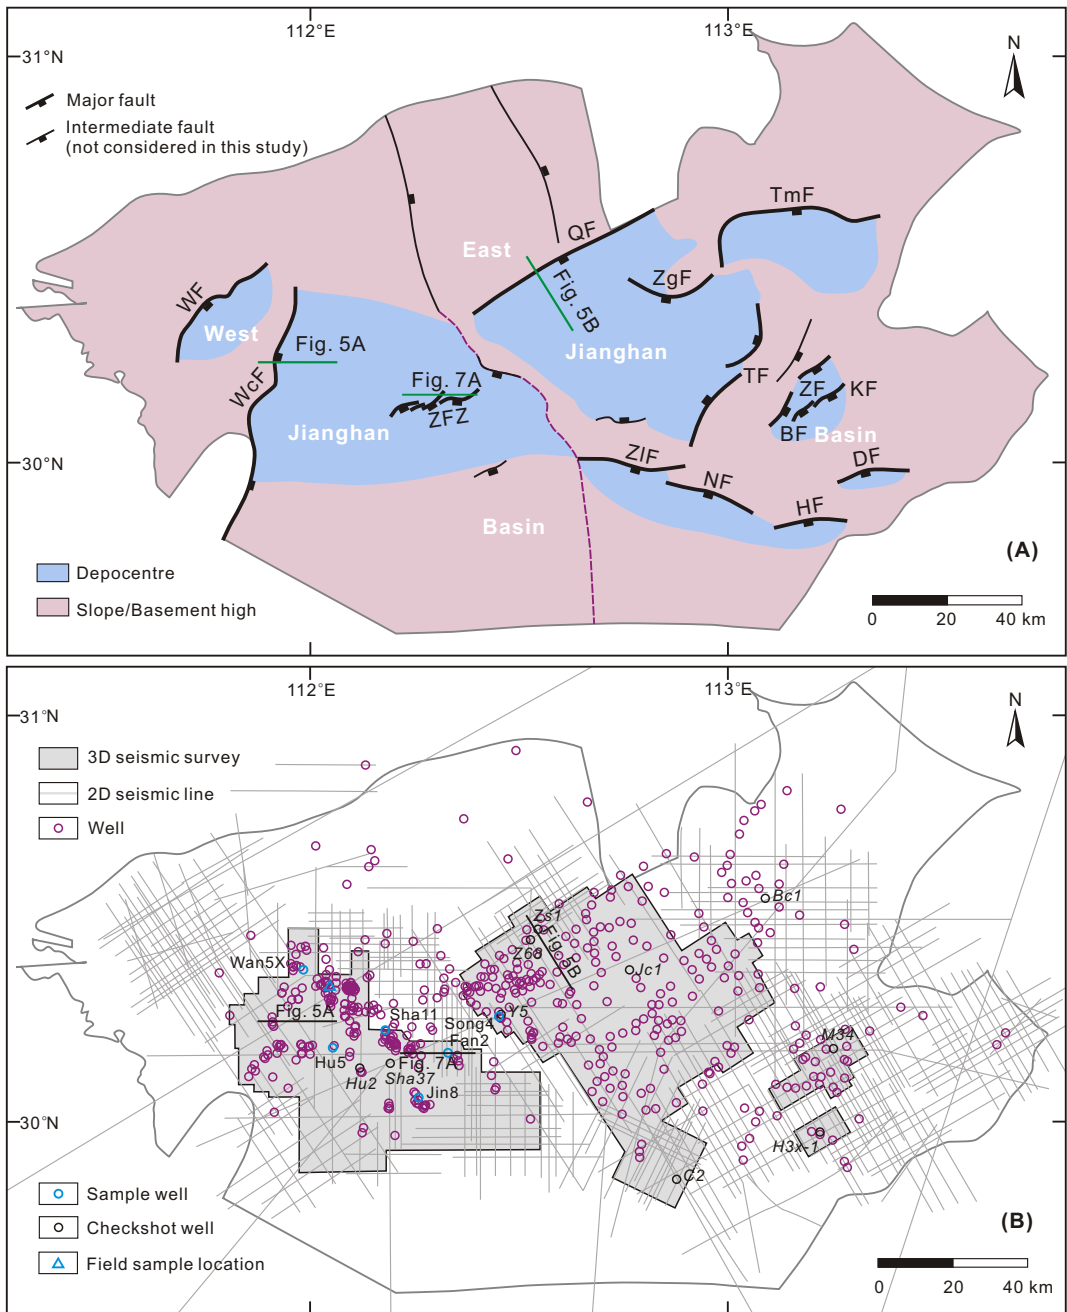 112°E
113°E
31°N
N
Major fault
Intermediate fault
(not considered in this study)
TmF
QF
East
ZgF
WF
Fig. 5B
West
Fig. 5A
Jianghan
WcF
Fig. 7A
TF
ZF
KF
ZFZ
Jianghan
BF
Basin
ZIF
DF
30°N
NF
HF
Basin
(A)
Depocentre
Slope/Basement high
0
20
40 km
112°E
113°E
31°N
N
3D seismic survey
2D seismic line
Well
Bc1
Zs1
Z68
Fig. 5B
Wan5X
Jc1
Fig. 5A
Sha11
Song4
Y5
Fan2
M34
Hu5
Hu2
Fig. 7A
Sha37
Jin8
30°N
H3x-1
C2
Sample well
Checkshot well
Field sample location
(B)
0
20
40 km